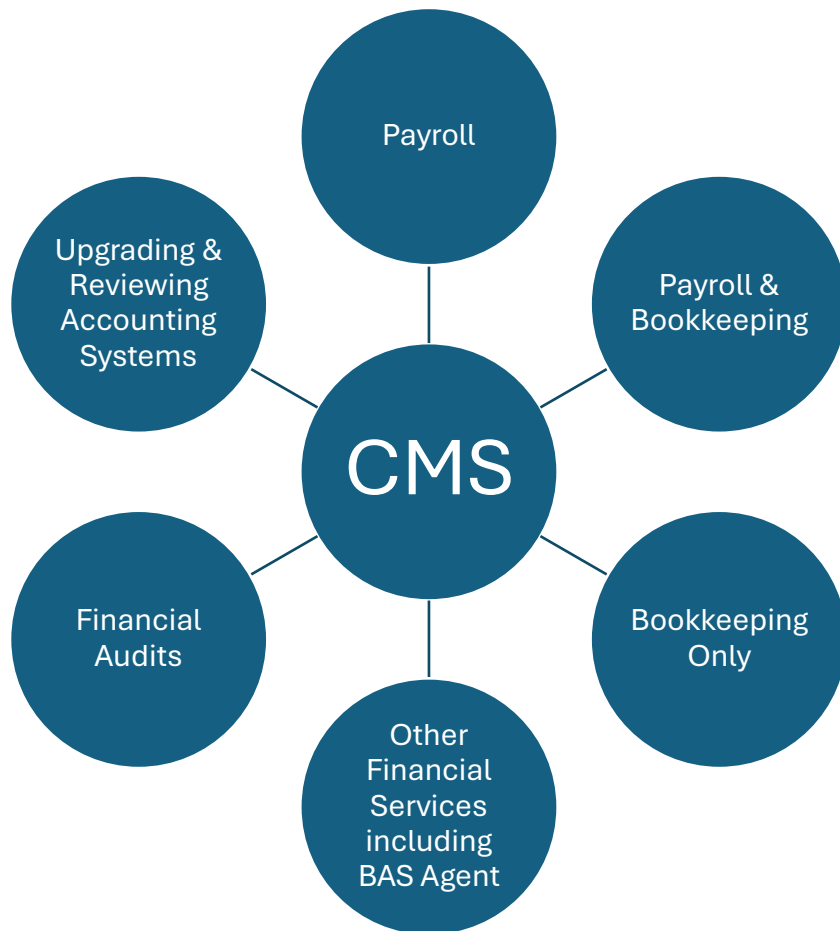 Payroll
Upgrading &
Reviewing
Accounting
Systems
Payroll &
Bookkeeping
CMS
Financial
Audits
Bookkeeping
Only
Other
Financial
Services
including
BAS Agent